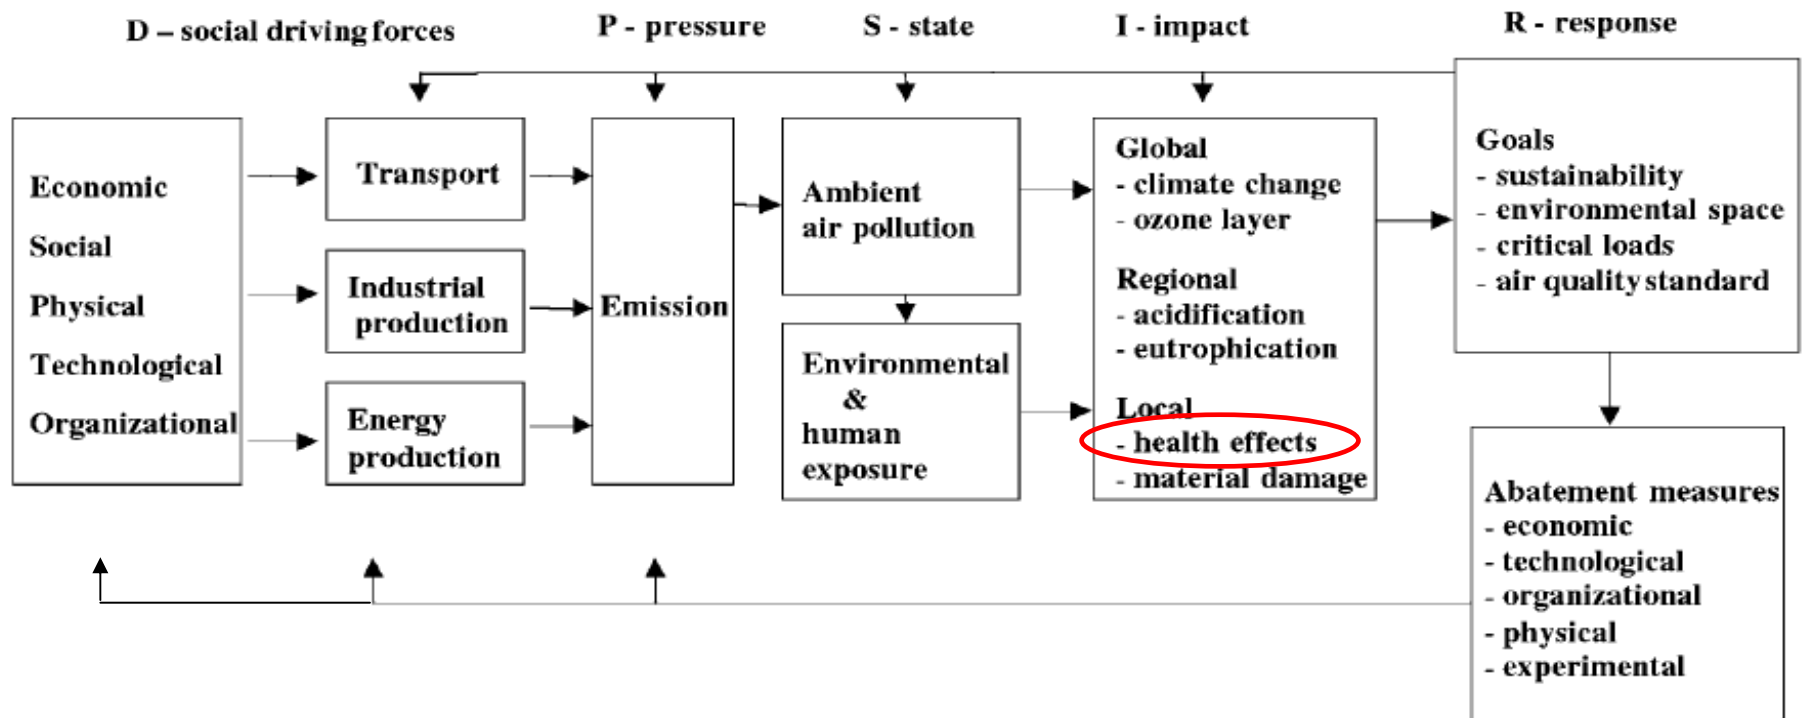 D – social driving forces
P - pressure
S - state
I - impact
R - response
Economic
Social
Physical
Technological
Organizational
Transport
Industrial
production
Energy
production
Emission
Ambient
air pollution
Environmental
&
human
exposure
Global
- climate change
- ozone layer
Regional
- acidification
- eutrophication
Local
- health effects
- material damage
Goals
- sustainability
- environmental space
- critical loads
- air quality standard
Abatement measures
- economic
- technological
- organizational
- physical
- experimental